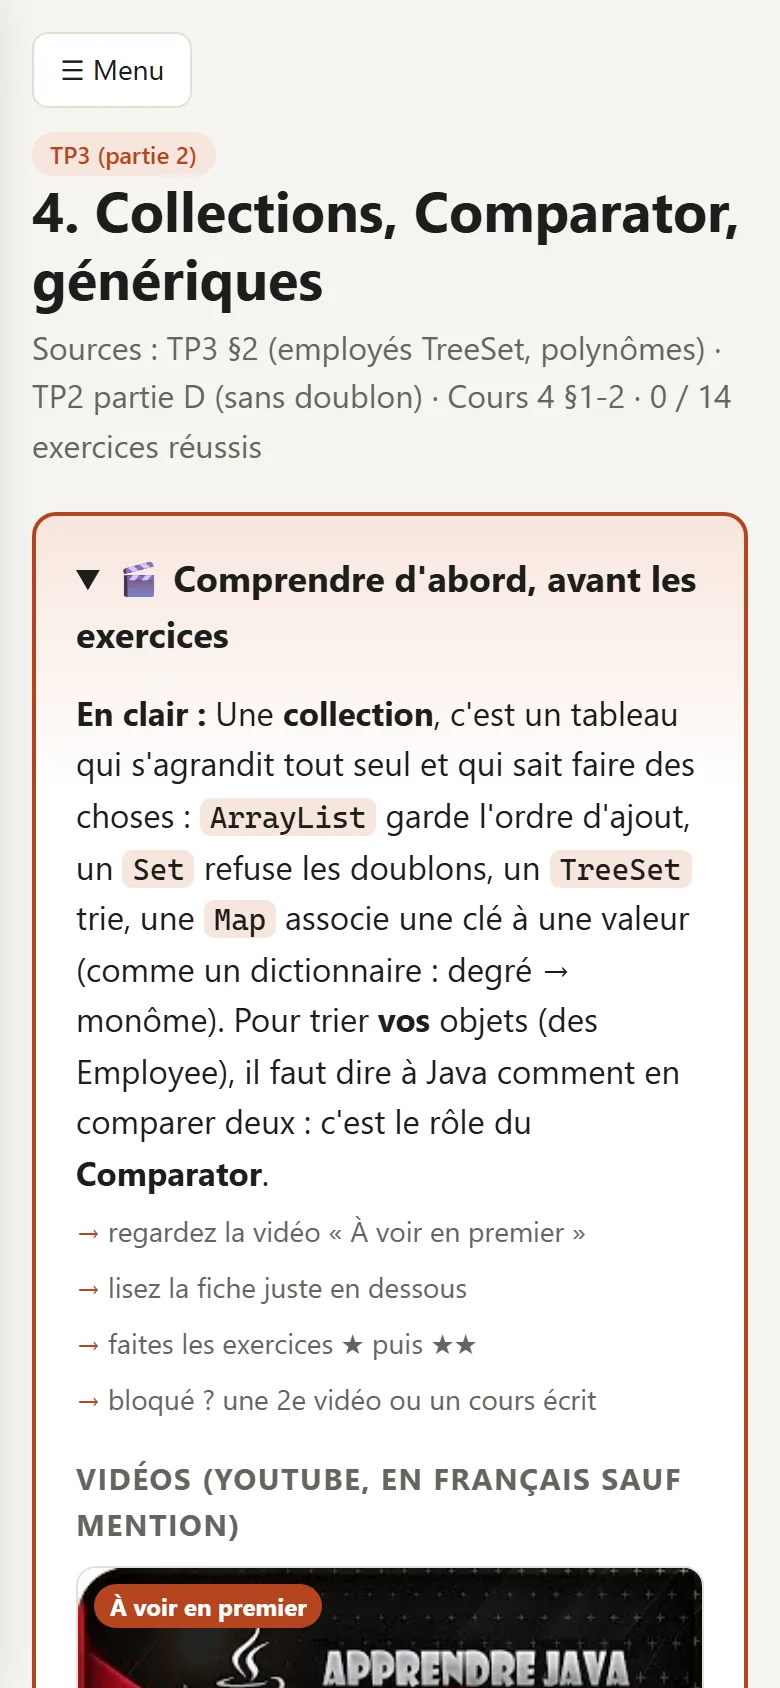 ☰ Menu
TP3 (partie 2)
4. Collections, Comparator,
génériques
Sources : TP3 §2 (employés TreeSet, polynômes) ·
TP2 partie D (sans doublon) · Cours 4 §1-2 · 0 / 14
exercices réussis
▼ 🎬 Comprendre d'abord, avant les
exercices
En clair : Une collection, c'est un tableau
qui s'agrandit tout seul et qui sait faire des
choses : ArrayList garde l'ordre d'ajout,
un Set refuse les doublons, un TreeSet
trie, une Map associe une clé à une valeur
(comme un dictionnaire : degré →
monôme). Pour trier vos objets (des
Employee), il faut dire à Java comment en
comparer deux : c'est le rôle du
Comparator.
→ regardez la vidéo « À voir en premier »
→ lisez la fiche juste en dessous
→ faites les exercices ★ puis ★★
→ bloqué ? une 2e vidéo ou un cours écrit
VIDÉOS (YOUTUBE, EN FRANÇAIS SAUF
MENTION)
À voir en premier
APPRENDRE JAVA